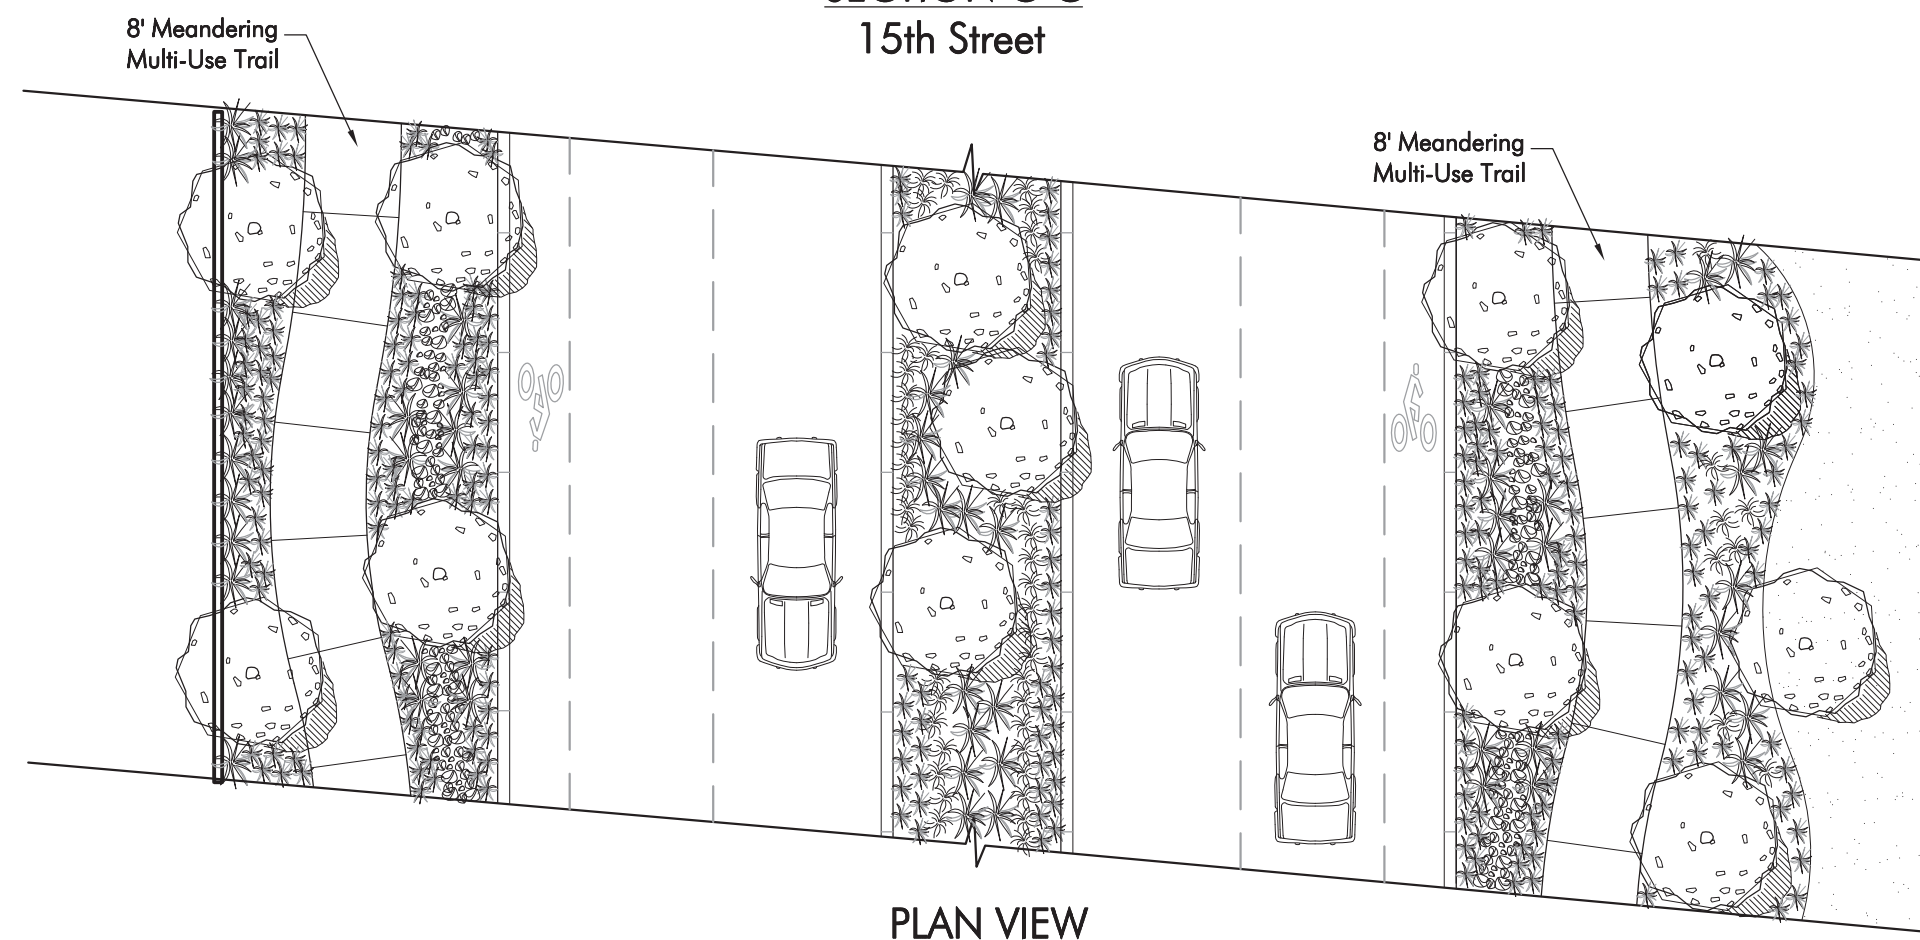 15th Street
8' Meandering
Multi-Use Trail
8' Meandering
Multi-Use Trail
PLAN VIEW